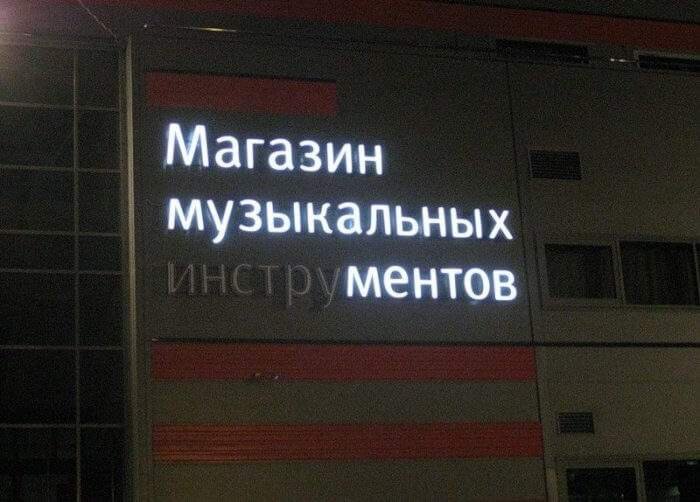 Магазин
музыкальных
инструментов